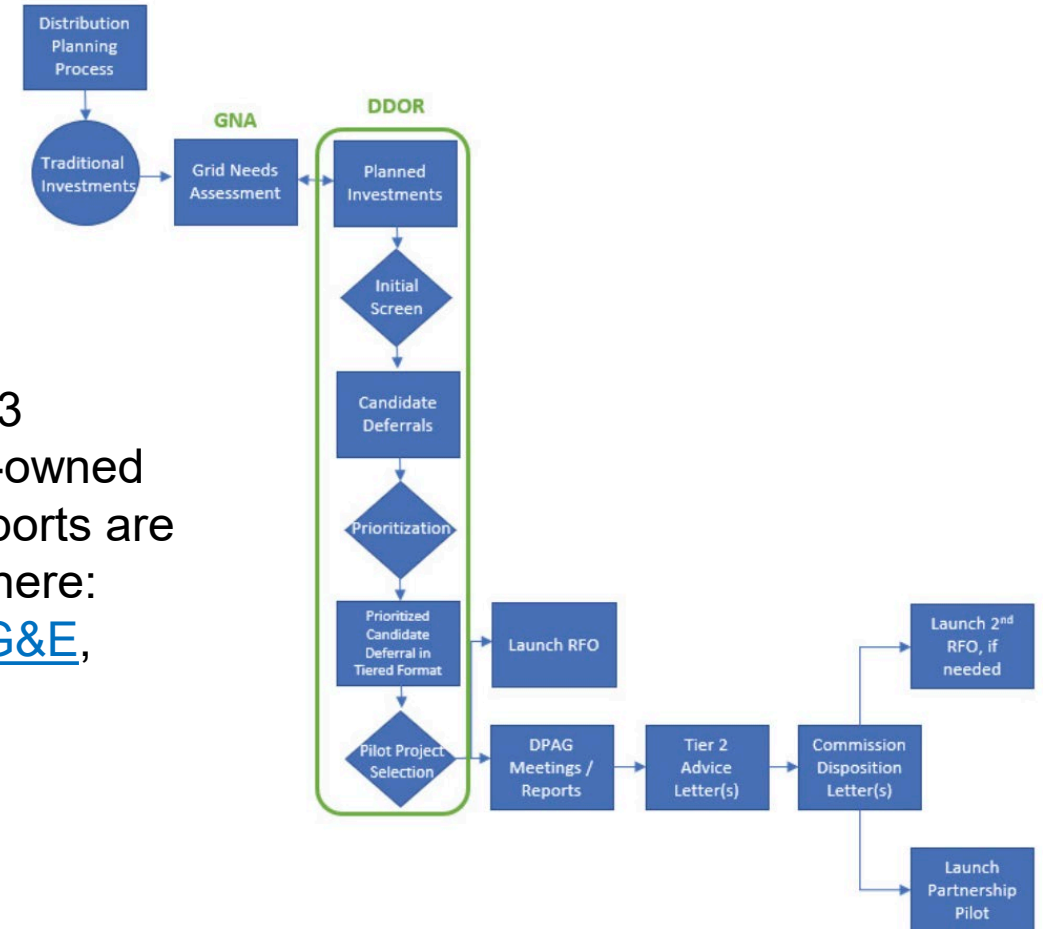 Distribution
Planning
Process
Traditional
Investments
GNA
Grid Needs
Assessment
DDOR
Planned
Investments
Initial
Screen
Candidate
Deferrals
Prioritization
Prioritized
Candidate
Deferral in
Tiered Format
Pilot Project
Selection
Launch RFO
DPAG
Meetings /
Reports
Tier 2
Advice
Letter(s)
Commission
Disposition
Letter(s)
Launch 2nd
RFO, if
needed
Launch
Partnership
Pilot
3
-owned
ports are
here:
G&E,